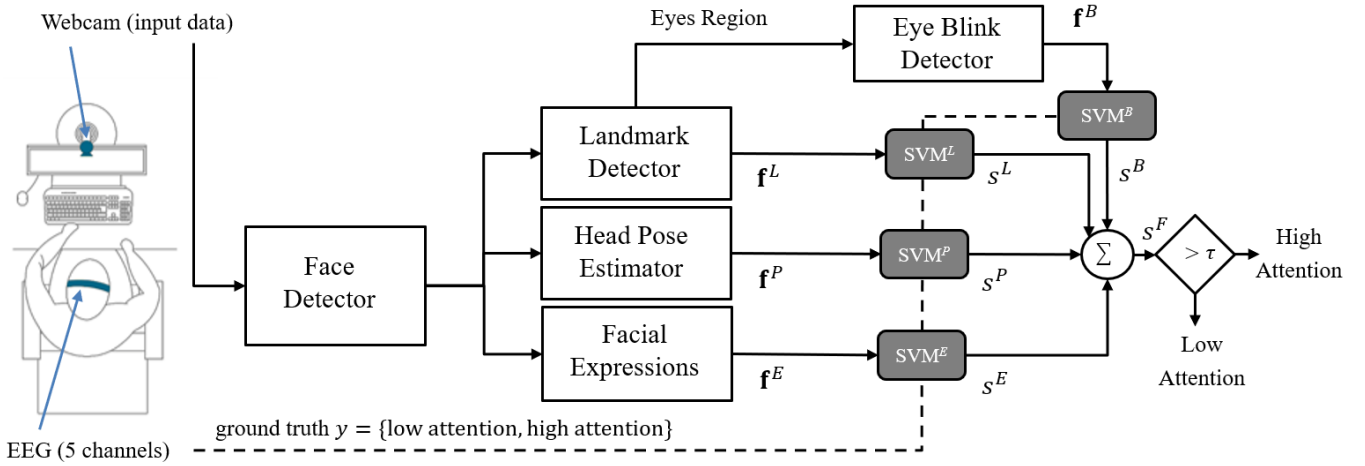 Webcam (input data)
Eyes Region
Eye Blink
Detector
f^B
SVM^B
s^B
Landmark
Detector
f^L
SVM^L
s^L
Face
Detector
Head Pose
Estimator
f^P
SVM^P
s^P
Σ
s^F
> τ
High
Attention
Low
Attention
Facial
Expressions
f^E
SVM^E
s^E
ground truth y = {low attention, high attention}
EEG (5 channels)